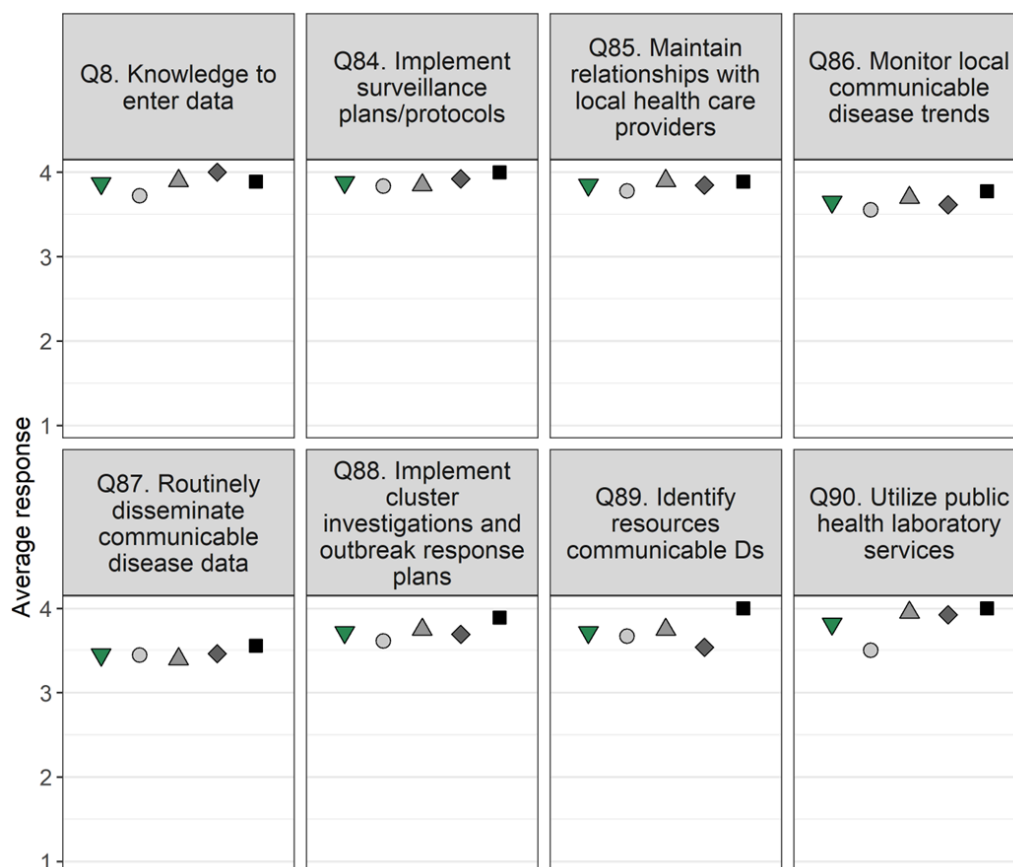 Q8. Knowledge to
enter data
Q84. Implement
surveillance
plans/protocols
Q85. Maintain
relationships with
local health care
providers
Q86. Monitor local
communicable
disease trends
4
3
2
1
Average response
Q87. Routinely
disseminate
communicable
disease data
Q88. Implement
cluster
investigations and
outbreak response
plans
Q89. Identify
resources
communicable Ds
Q90. Utilize public
health laboratory
services
4
3
2
1